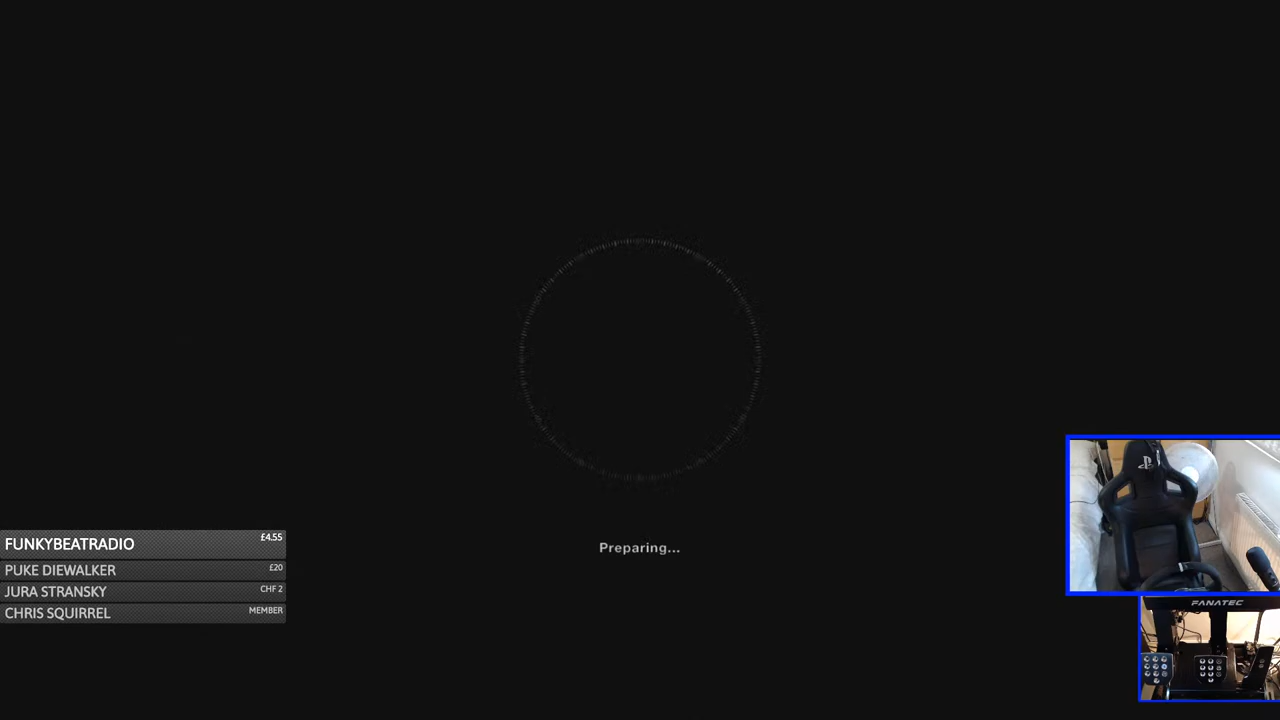 FUNKYBEATRADIO £4.55
PUKE DIEWALKER £20
JURA STRANSKY CHF 2
CHRIS SQUIRREL MEMBER
Preparing...
FANATEC